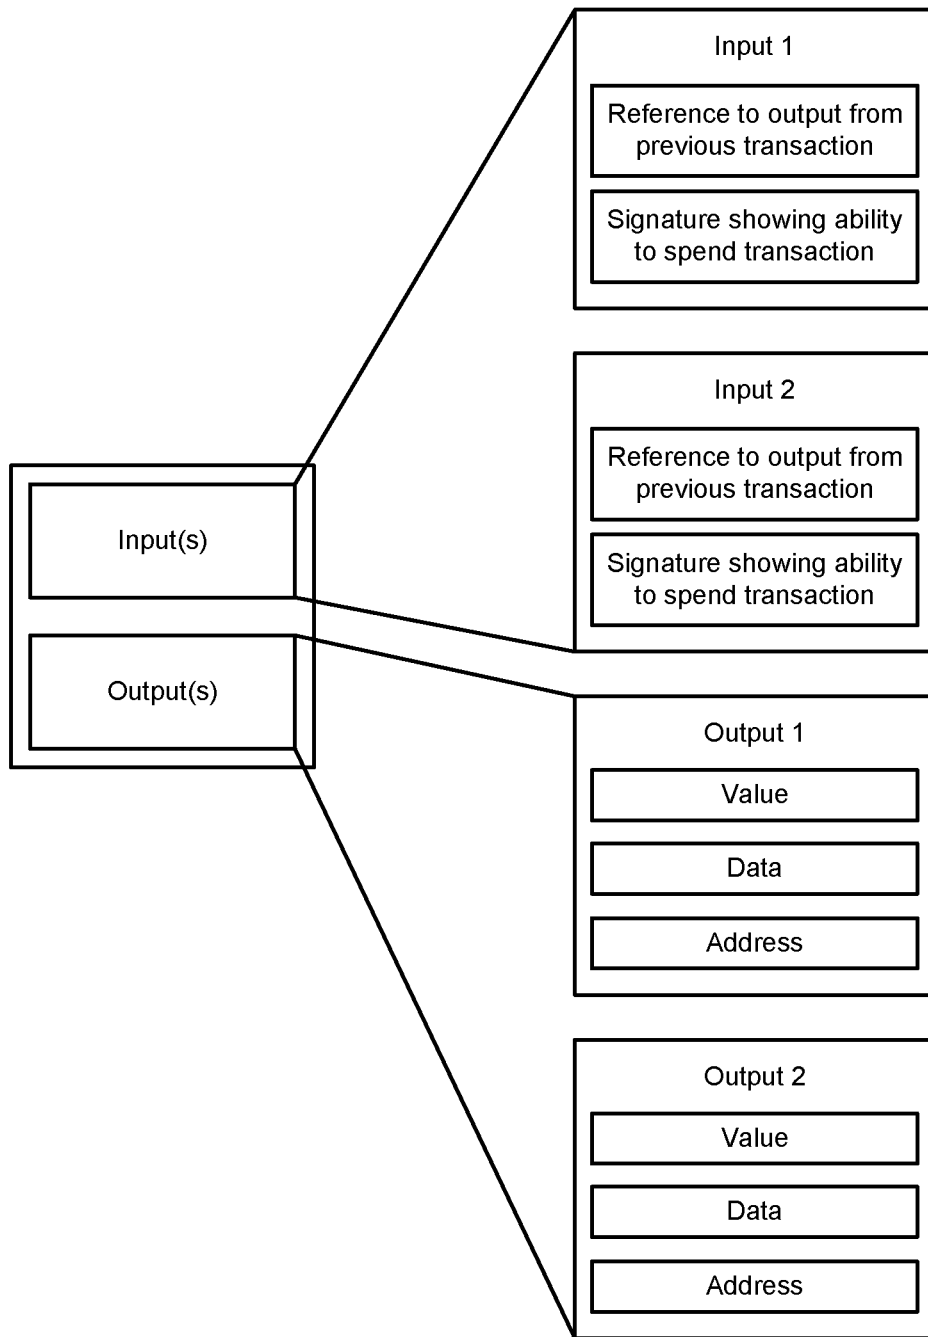 Input 1
Reference to output from
previous transaction
Signature showing ability
to spend transaction
Input 2
Reference to output from
previous transaction
Signature showing ability
to spend transaction
Input(s)
Output(s)
Output 1
Value
Data
Address
Output 2
Value
Data
Address